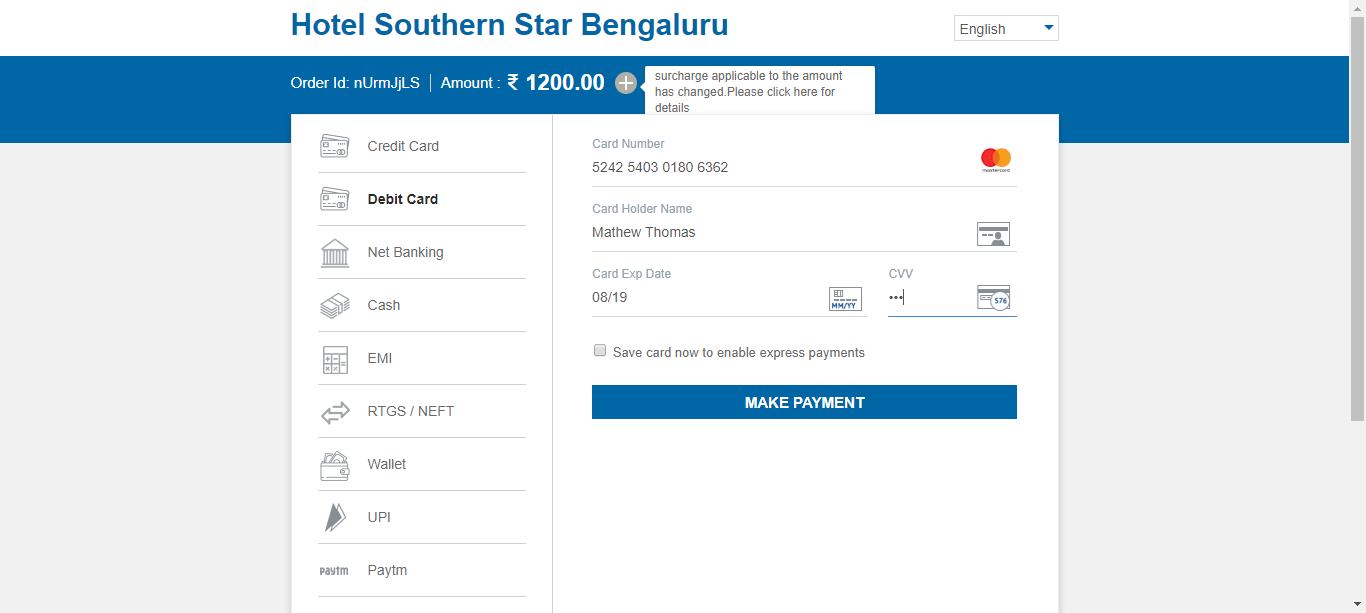 Hotel Southern Star Bengaluru
English
Order Id: nUrmJjLS | Amount : ₹ 1200.00
surcharge applicable to the amount
has changed.Please click here for
details
Credit Card
Debit Card
Net Banking
Cash
EMI
RTGS / NEFT
Wallet
UPI
paytm Paytm
Card Number
5242 5403 0180 6362
mastercard
Card Holder Name
Mathew Thomas
Card Exp Date
08/19
MM/YY
CVV
•••
576
Save card now to enable express payments
MAKE PAYMENT